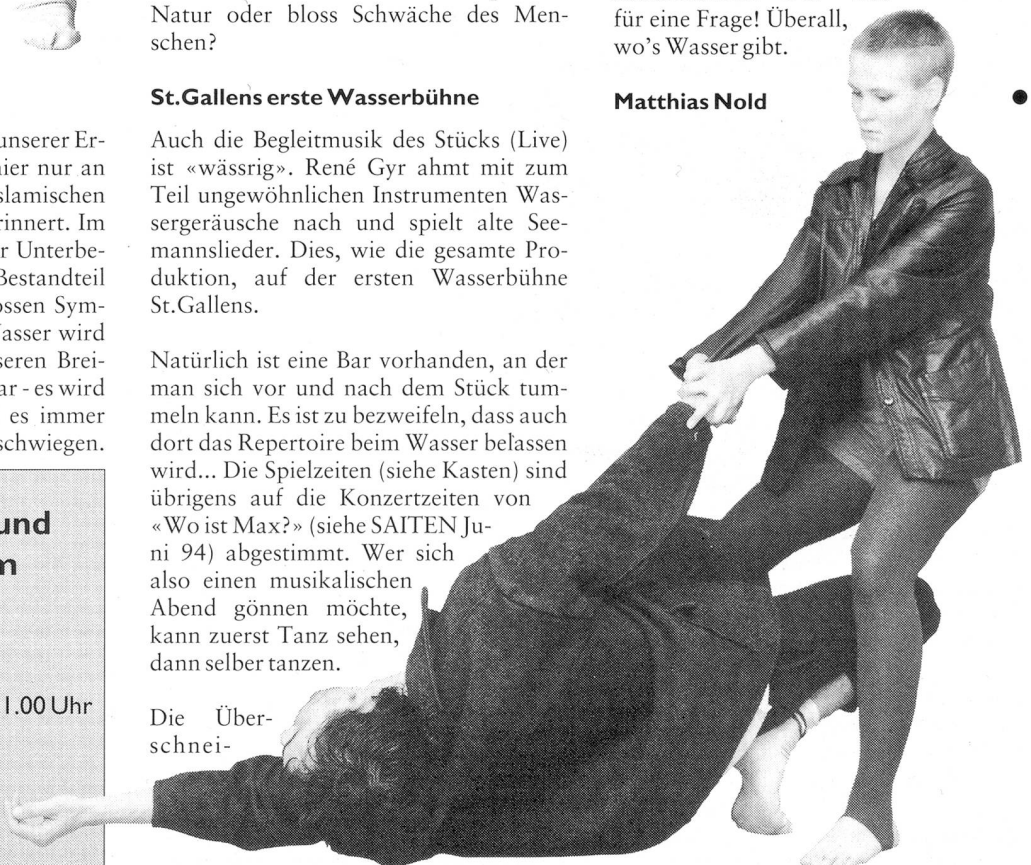 unserer Er-
hier nur an
slamischen
rinnert. Im
r Unterbe-
Bestandteil
ossen Sym-
Wasser wird
seren Brei-
ar - es wird
es immer
schwiegen.
und
m
1.00 Uhr
Natur oder bloss Schwäche des Men-
schen?
St.Gallens erste Wasserbühne
Auch die Begleitmusik des Stücks (Live)
ist «wässrig». René Gyr ahmt mit zum
Teil ungewöhnlichen Instrumenten Was-
sergeräusche nach und spielt alte See-
mannslieder. Dies, wie die gesamte Pro-
duktion, auf der ersten Wasserbühne
St.Gallens.
Natürlich ist eine Bar vorhanden, an der
man sich vor und nach dem Stück tum-
meln kann. Es ist zu bezweifeln, dass auch
dort das Repertoire beim Wasser belassen
wird... Die Spielzeiten (siehe Kasten) sind
übrigens auf die Konzertzeiten von
«Wo ist Max?» (siehe SAITEN Ju-
ni 94) abgestimmt. Wer sich
also einen musikalischen
Abend gönnen möchte,
kann zuerst Tanz sehen,
dann selber tanzen.
Die Über-
schnei-
für eine Frage! Überall,
wo's Wasser gibt.
Matthias Nold